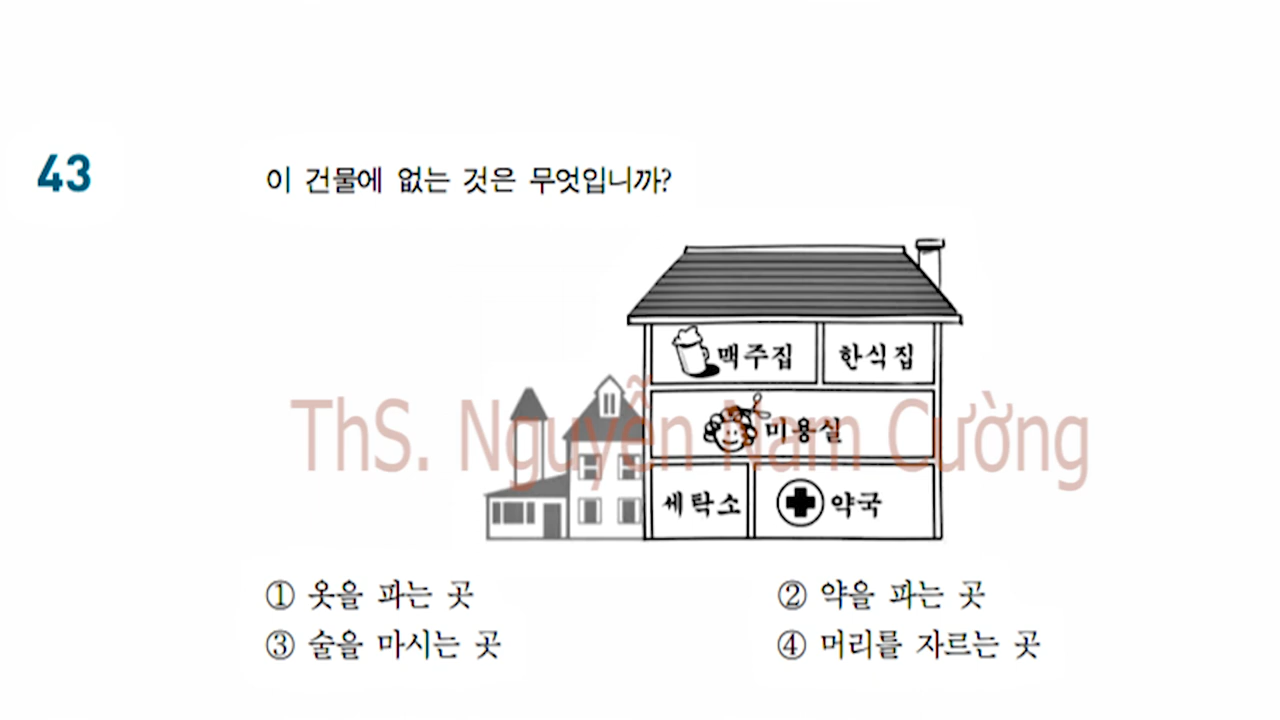 43
이 건물에 없는 것은 무엇입니까?
맥주집 한식집
미용실
세탁소 약국
ThS. Nguyễn Nam Cường
① 옷을 파는 곳 ② 약을 파는 곳
③ 술을 마시는 곳 ④ 머리를 자르는 곳